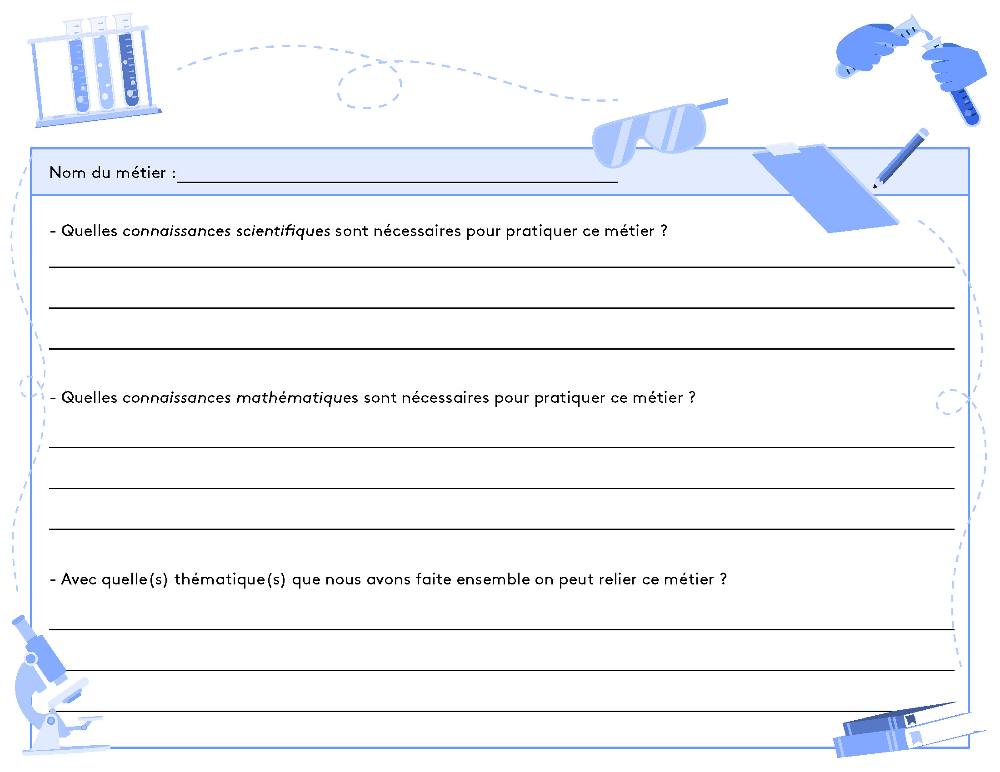 Nom du métier :
- Quelles connaissances scientifiques sont nécessaires pour pratiquer ce métier ?
- Quelles connaissances mathématiques sont nécessaires pour pratiquer ce métier ?
- Avec quelle(s) thématique(s) que nous avons faite ensemble on peut relier ce métier ?